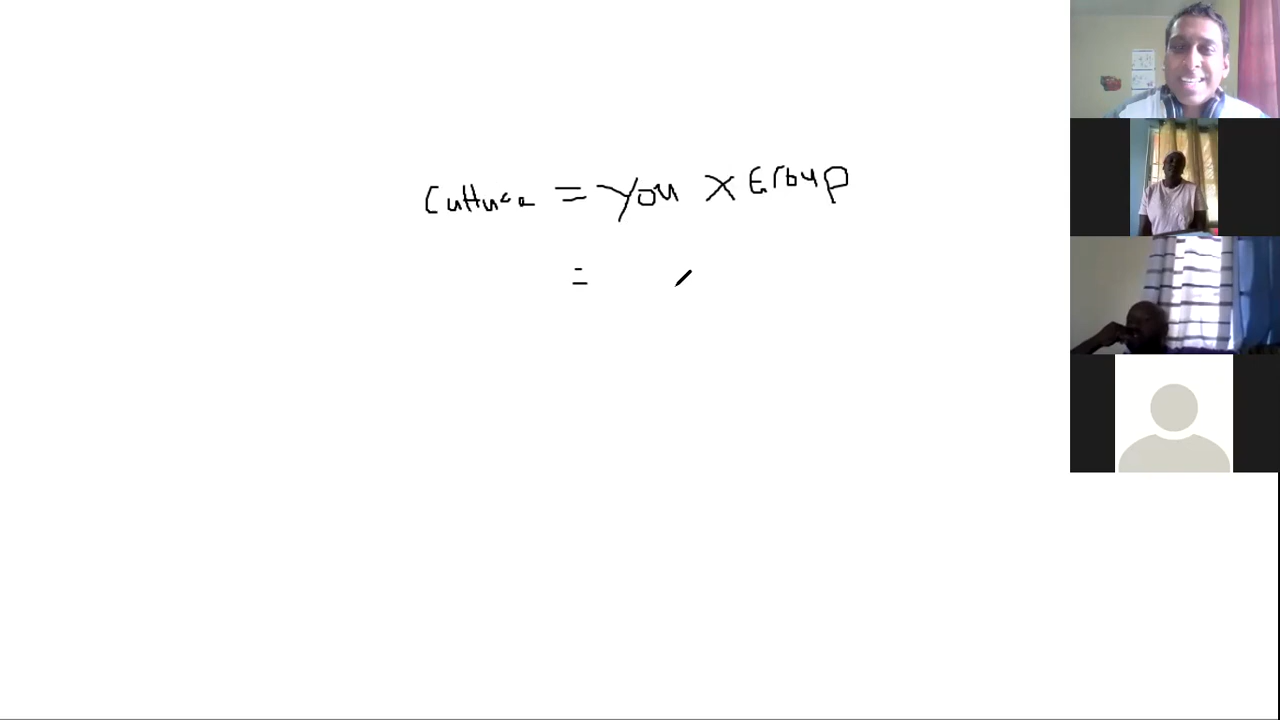 Culture = You X Group
=